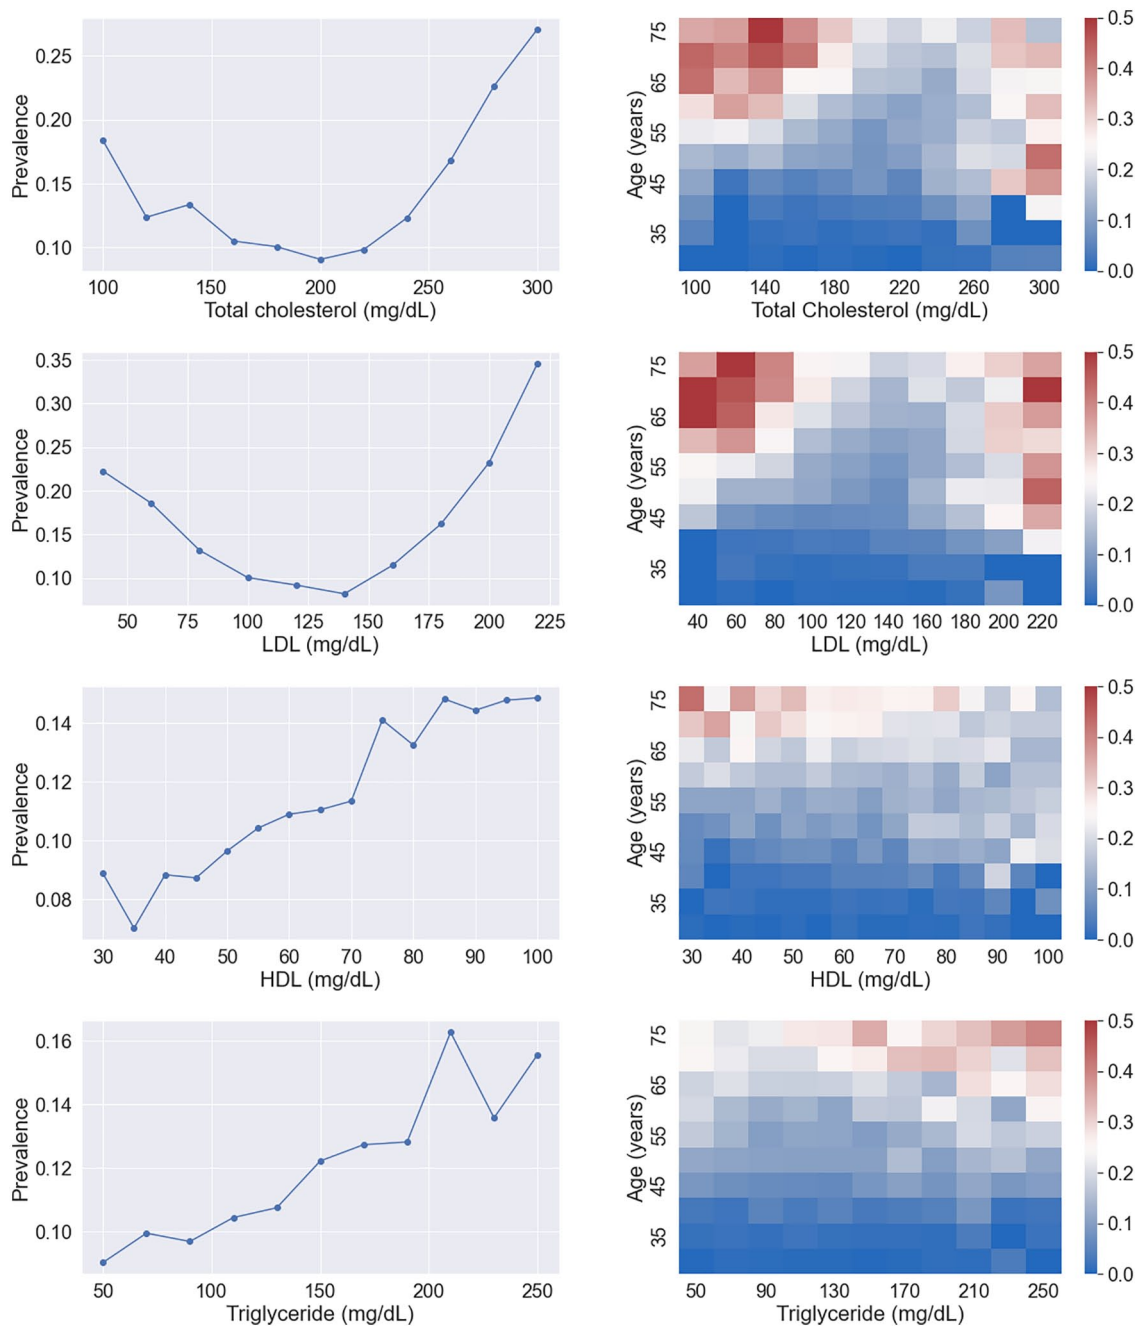 0.25
0.20
0.15
0.10
Prevalence
100 150 200 250 300
Total cholesterol (mg/dL)
75
65
55
45
35
Age (years)
100 140 180 220 260 300
Total Cholesterol (mg/dL)
0.5
0.4
0.3
0.2
0.1
0.0
0.35
0.30
0.25
0.20
0.15
0.10
Prevalence
50 75 100 125 150 175 200 225
LDL (mg/dL)
75
65
55
45
35
Age (years)
40 60 80 100 120 140 160 180 200 220
LDL (mg/dL)
0.5
0.4
0.3
0.2
0.1
0.0
0.14
0.12
0.10
0.08
Prevalence
30 40 50 60 70 80 90 100
HDL (mg/dL)
75
65
55
45
35
Age (years)
30 40 50 60 70 80 90 100
HDL (mg/dL)
0.5
0.4
0.3
0.2
0.1
0.0
0.16
0.14
0.12
0.10
Prevalence
50 100 150 200 250
Triglyceride (mg/dL)
75
65
55
45
35
Age (years)
50 90 130 170 210 250
Triglyceride (mg/dL)
0.5
0.4
0.3
0.2
0.1
0.0